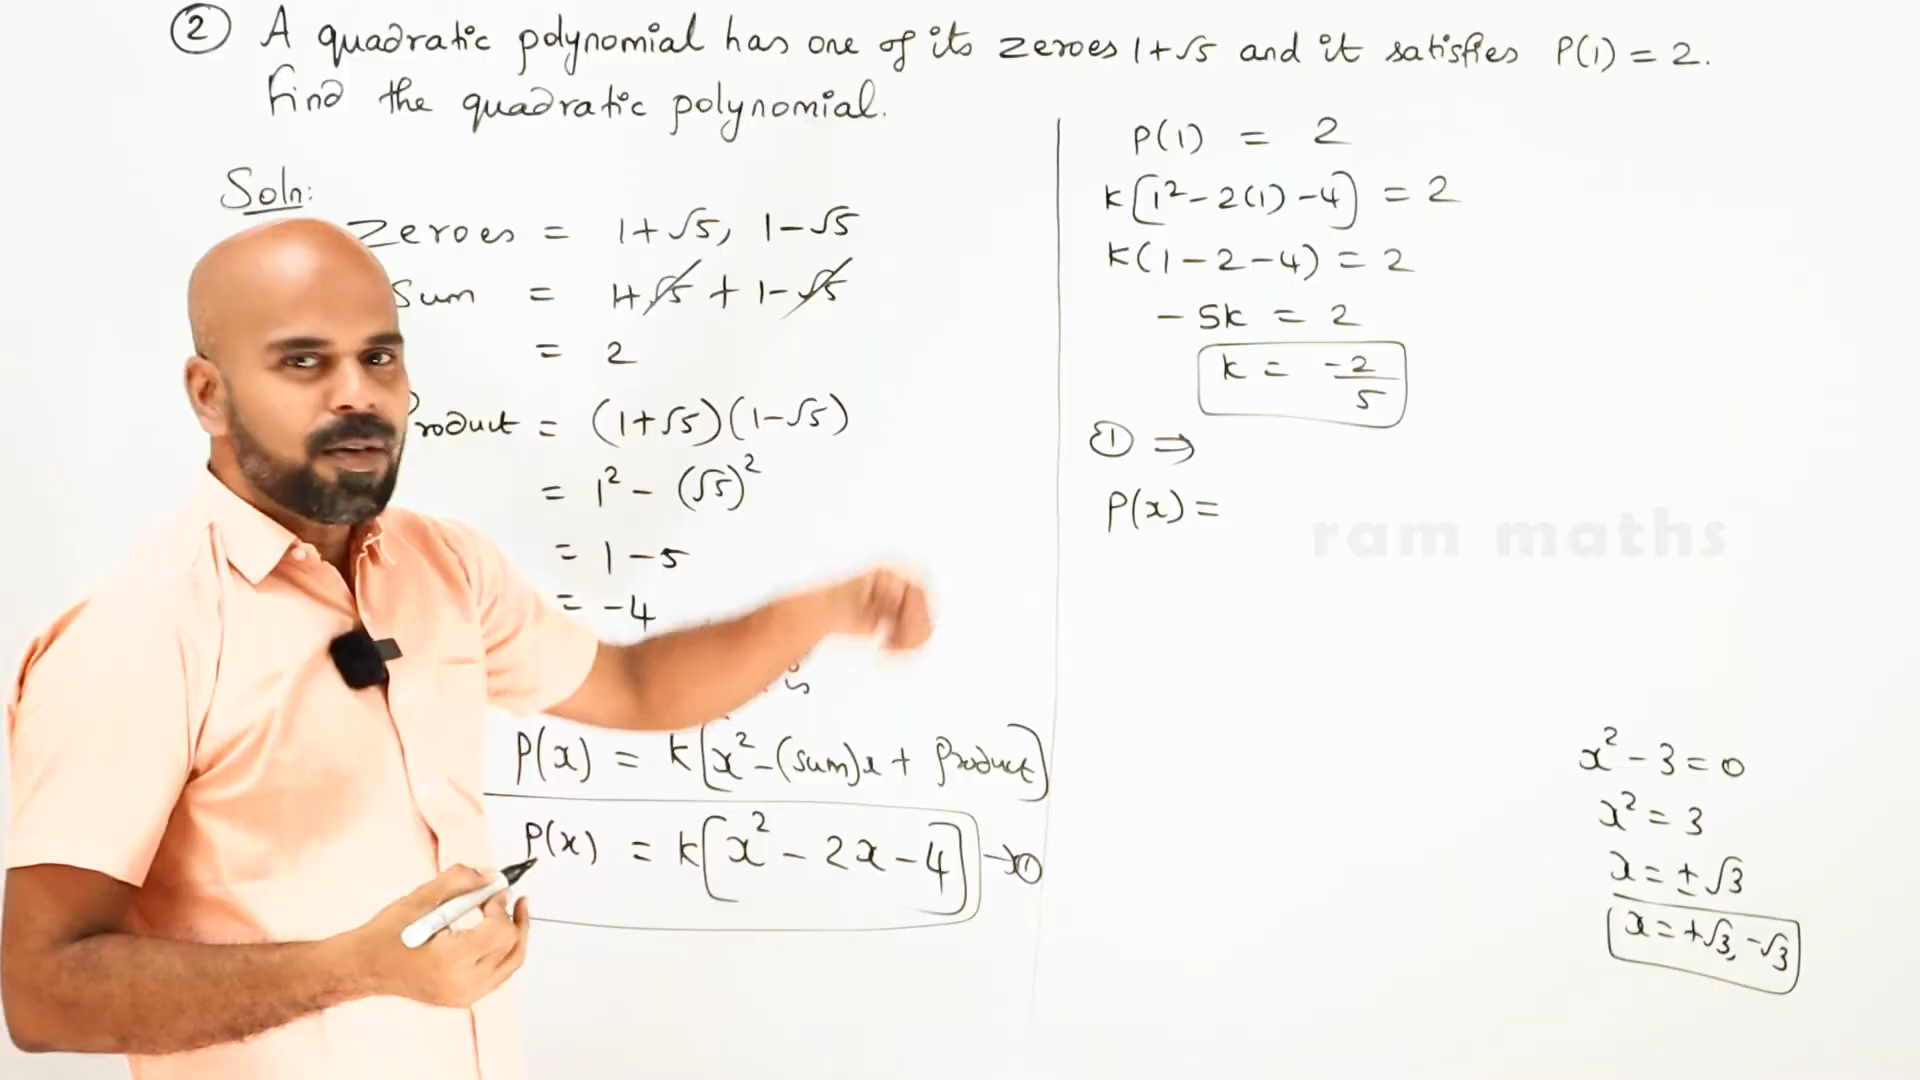 ② A quadratic polynomial has one of its zeroes 1+√5 and it satisfies P(1) = 2.
Find the quadratic polynomial.
Soln:
Zeroes = 1+√5, 1-√5
Sum = 1+√5 + 1-√5
= 2
Product = (1+√5)(1-√5)
= 1² - (√5)²
= 1-5
= -4
is
P(x) = k[x²-(sum)x + Product]
P(x) = k[x² - 2x - 4] → ①
P(1) = 2
k[1²-2(1)-4] = 2
k(1-2-4) = 2
-5k = 2
k = -2/5
① ⇒
P(x) =
ram maths
x² - 3 = 0
x² = 3
x = ±√3
x = +√3, -√3